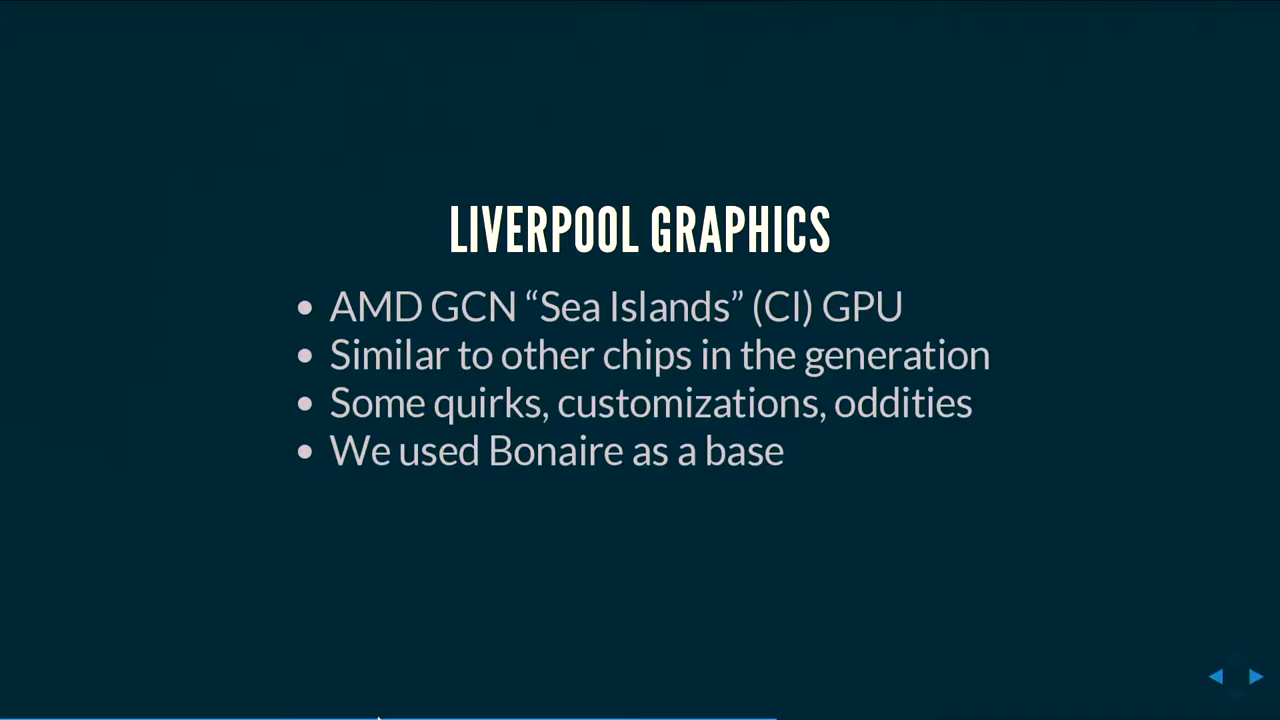 LIVERPOOL GRAPHICS
• AMD GCN “Sea Islands” (CI) GPU
• Similar to other chips in the generation
• Some quirks, customizations, oddities
• We used Bonaire as a base